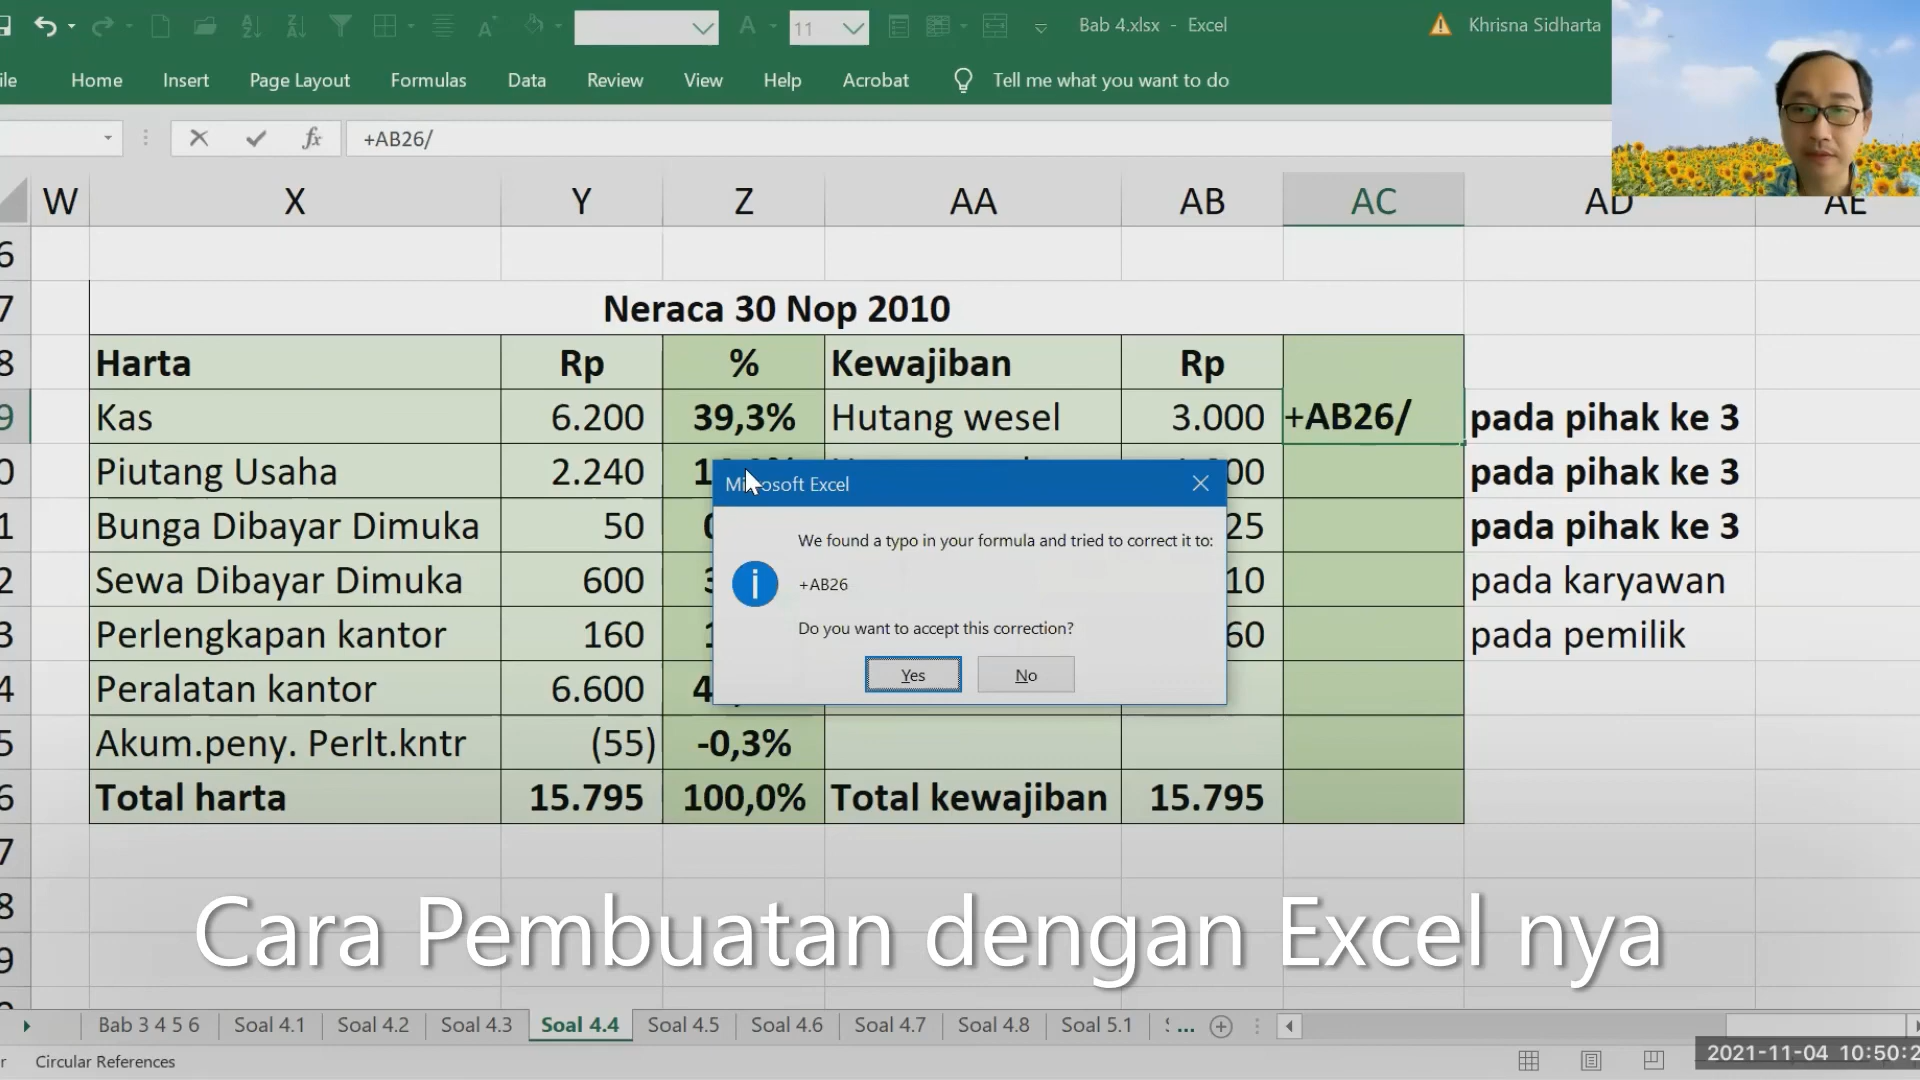 11 Bab 4.xlsx - Excel Khrisna Sidharta
Home Insert Page Layout Formulas Data Review View Help Acrobat Tell me what you want to do
fx +AB26/
W X Y Z AA AB AC AD AE
Neraca 30 Nop 2010
Harta Rp % Kewajiban Rp
Kas 6.200 39,3% Hutang wesel 3.000 +AB26/ pada pihak ke 3
Piutang Usaha 2.240 pada pihak ke 3
Bunga Dibayar Dimuka 50 pada pihak ke 3
Sewa Dibayar Dimuka 600 pada karyawan
Perlengkapan kantor 160 pada pemilik
Peralatan kantor 6.600
Akum.peny. Perlt.kntr (55) -0,3%
Total harta 15.795 100,0% Total kewajiban 15.795
Microsoft Excel
We found a typo in your formula and tried to correct it to:
+AB26
Do you want to accept this correction?
Yes No
Cara Pembuatan dengan Excel nya
Bab 3 4 5 6 Soal 4.1 Soal 4.2 Soal 4.3 Soal 4.4 Soal 4.5 Soal 4.6 Soal 4.7 Soal 4.8 Soal 5.1 ...
Circular References
2021-11-04 10:50:2